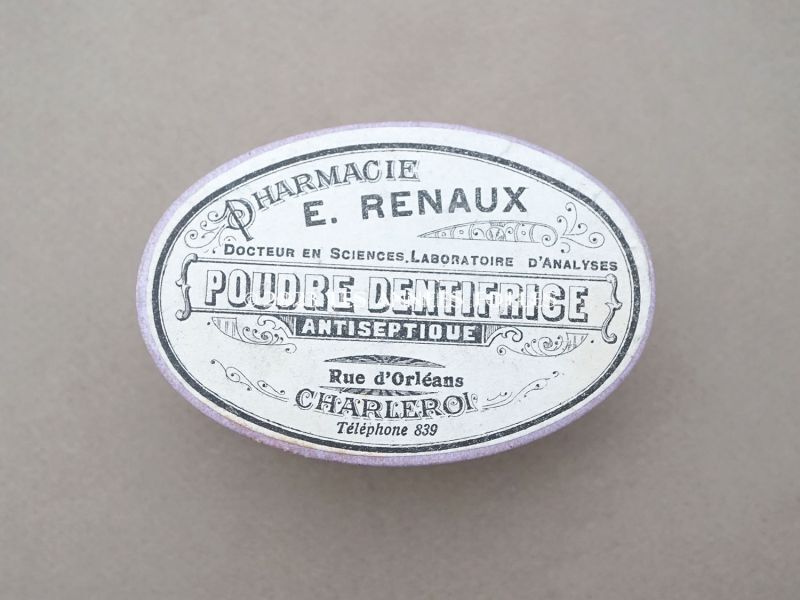 PHARMACIE
E. RENAUX
DOCTEUR EN SCIENCES, LABORATOIRE D'ANALYSES
POUDRE DENTIFRICE
ANTISEPTIQUE
Rue d'Orléans
CHARLEROI
Téléphone 839